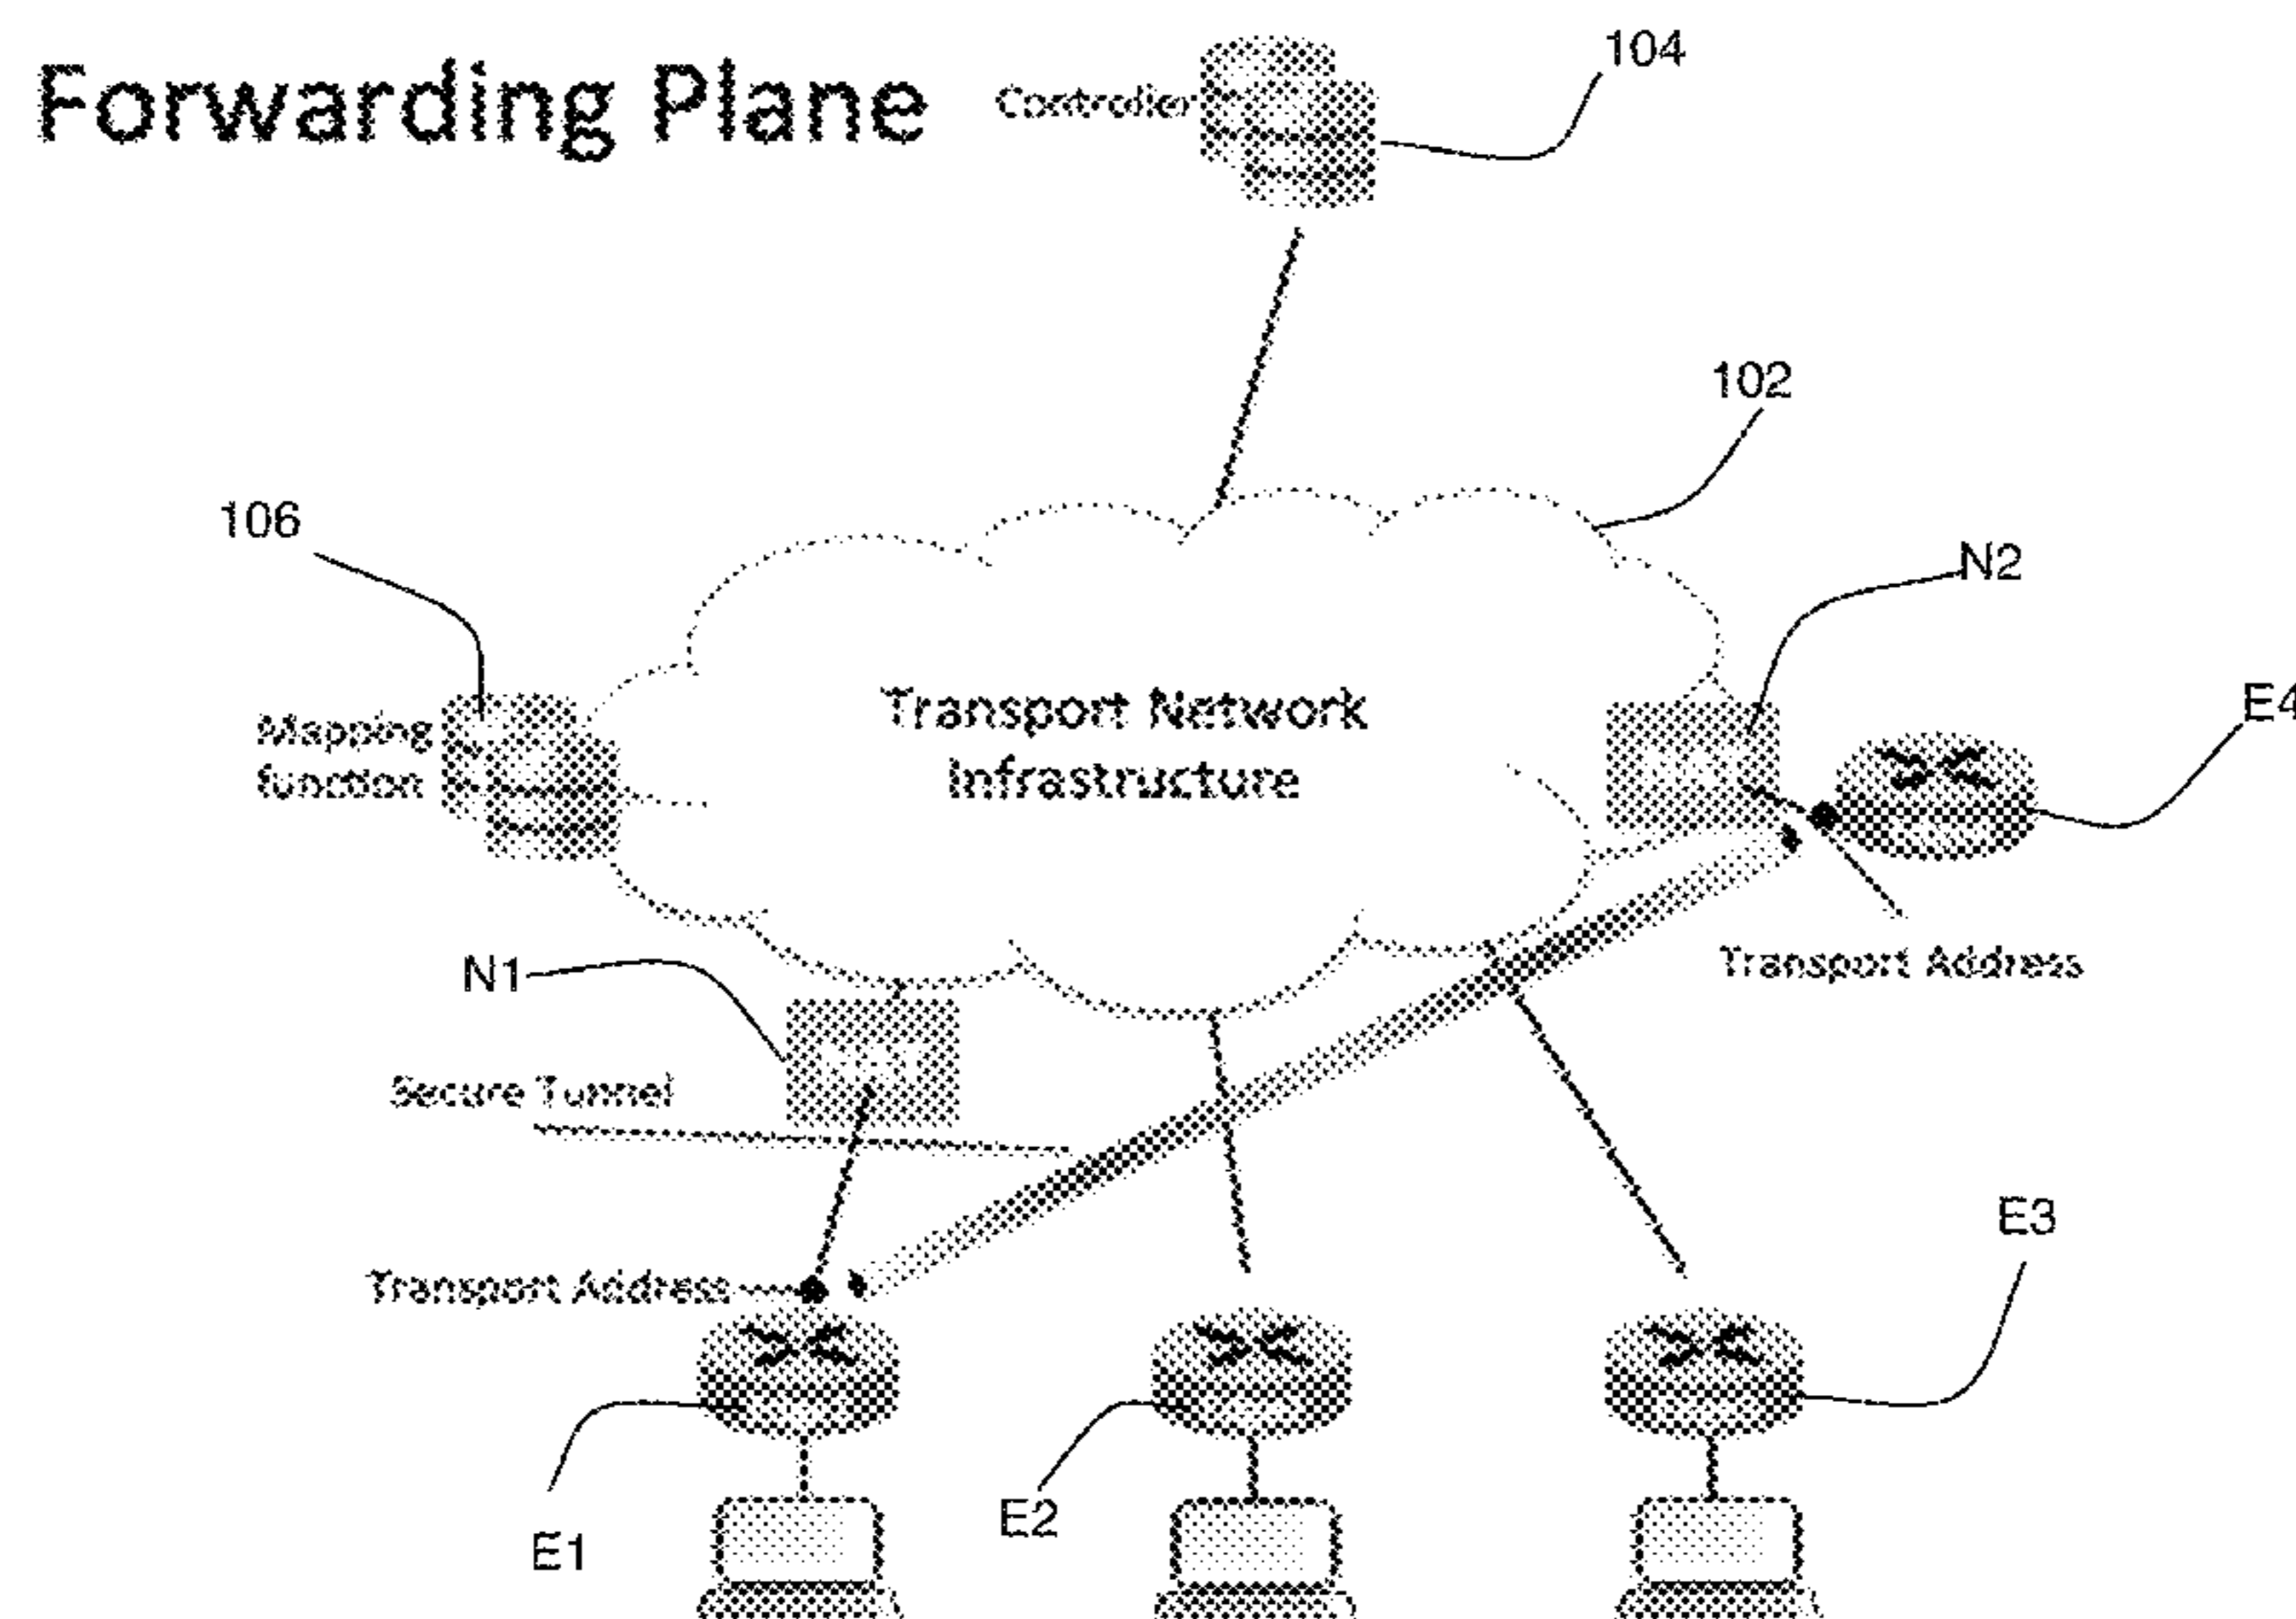 Forwarding Plane
Controller
104
102
106
N2
E4
Mapping
function
Transport Network
Infrastructure
Transport Address
N1
Secure Tunnel
E3
Transport Address
E2
E1